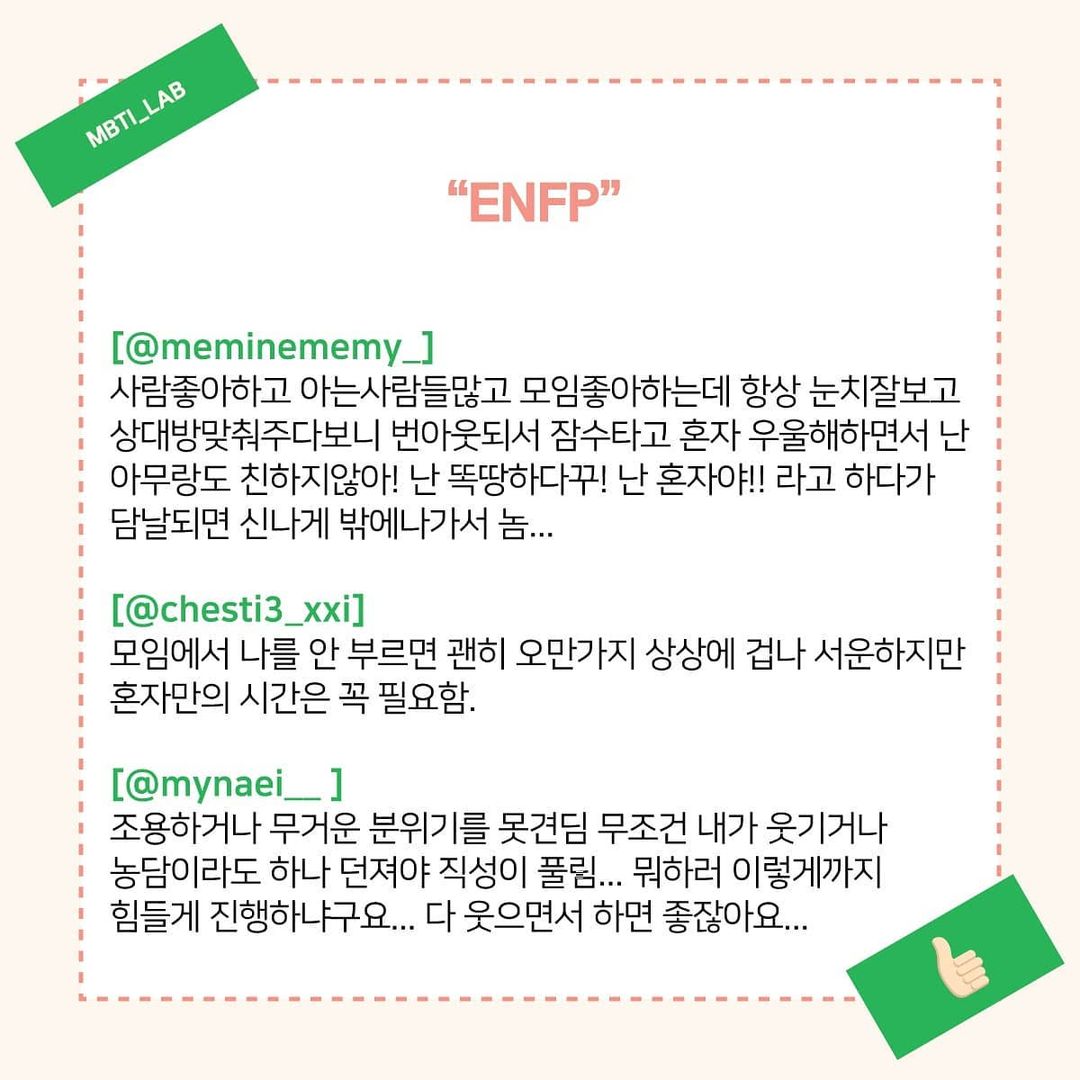 MBTI_LAB
“ENFP”
[@meminememy_]
사람좋아하고 아는사람들많고 모임좋아하는데 항상 눈치잘보고
상대방맞춰주다보니 번아웃되서 잠수타고 혼자 우울해하면서 난
아무랑도 친하지않아! 난 똑땅하다꾸! 난 혼자야!! 라고 하다가
담날되면 신나게 밖에나가서 놈...
[@chesti3_xxi]
모임에서 나를 안 부르면 괜히 오만가지 상상에 겁나 서운하지만
혼자만의 시간은 꼭 필요함.
[@mynaei__ ]
조용하거나 무거운 분위기를 못견딤 무조건 내가 웃기거나
농담이라도 하나 던져야 직성이 풀림... 뭐하러 이렇게까지
힘들게 진행하냐구요... 다 웃으면서 하면 좋잖아요...